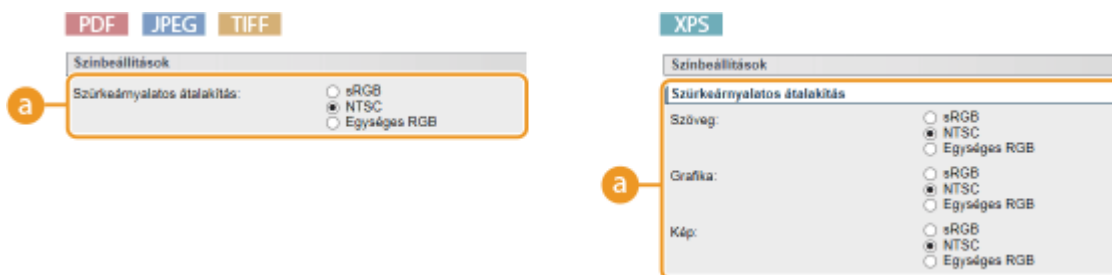 PDF JPEG TIFF
Színbeállítások
a
Szürkeárnyalatos átalakítás:
sRGB
NTSC
Egységes RGB
XPS
Színbeállítások
a
Szürkeárnyalatos átalakítás
Szöveg:
sRGB
NTSC
Egységes RGB
Grafika:
sRGB
NTSC
Egységes RGB
Kép:
sRGB
NTSC
Egységes RGB